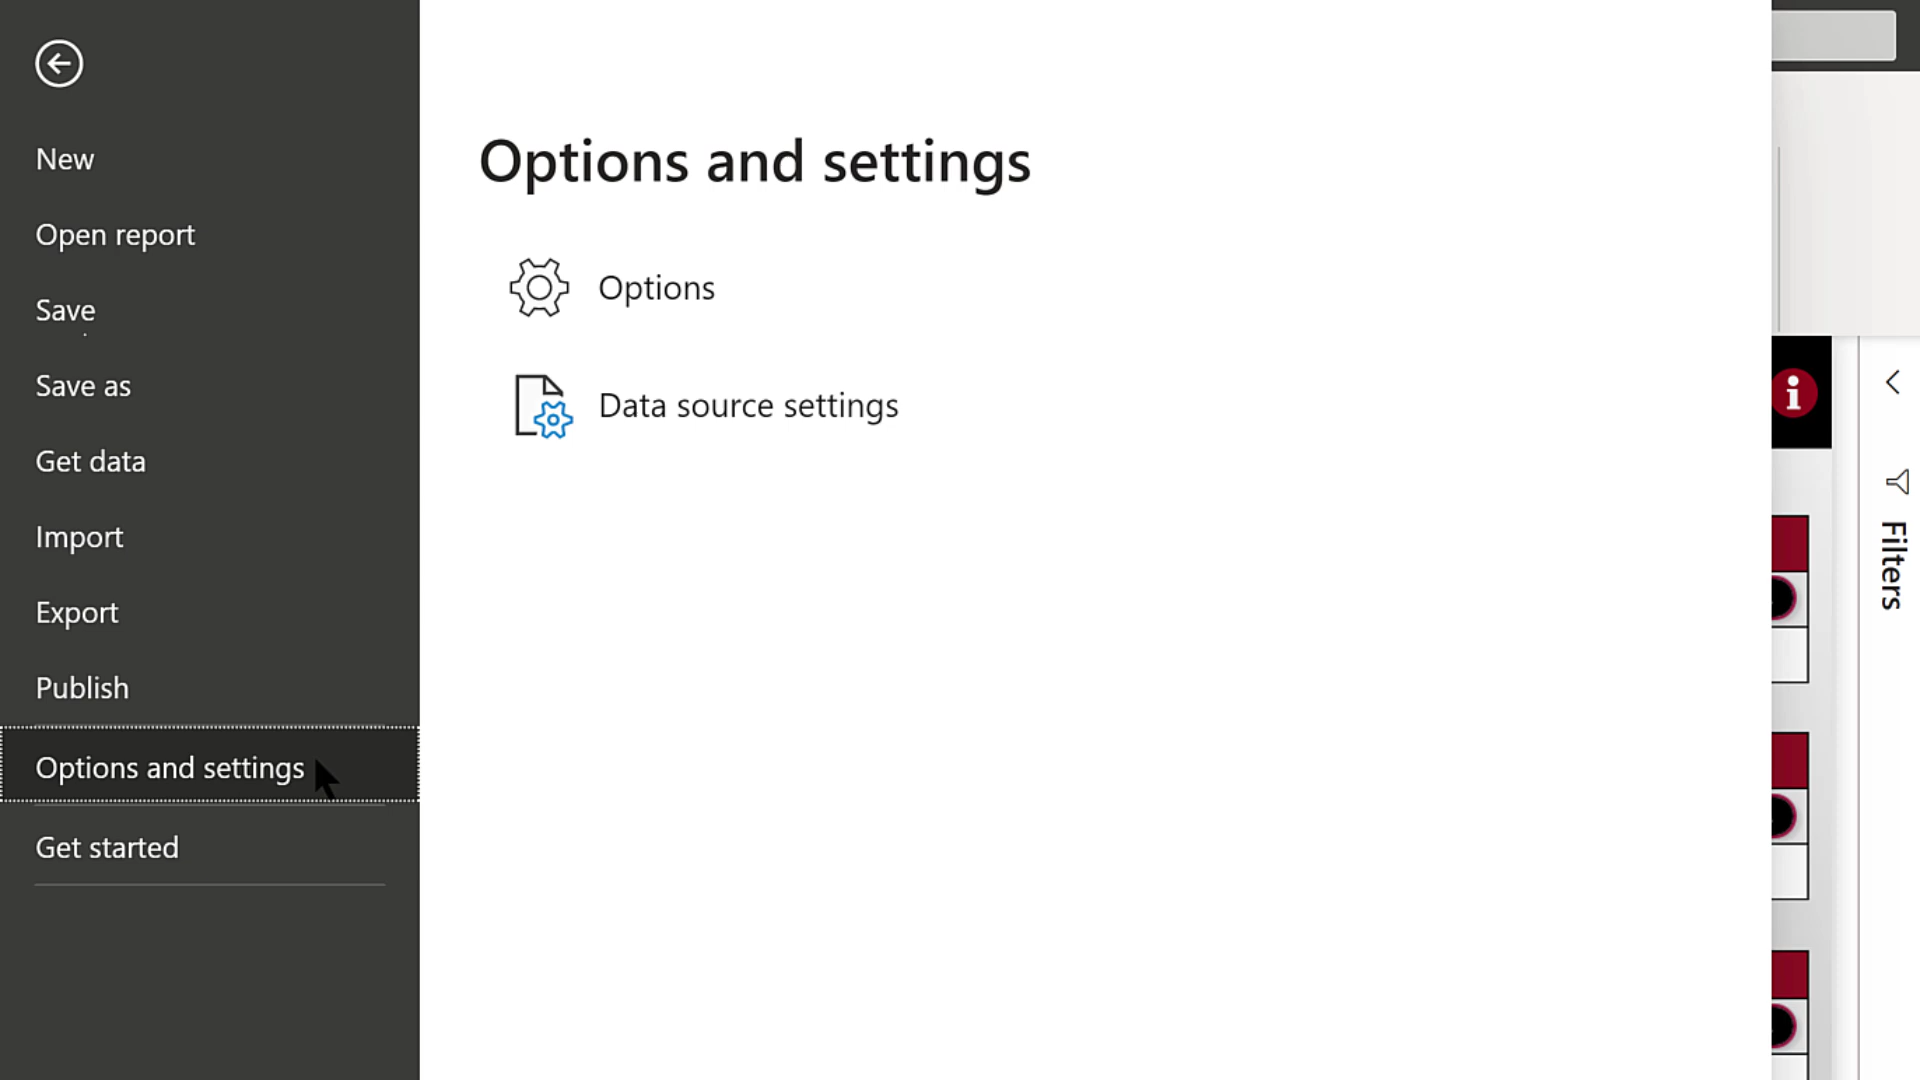 New
Open report
Save
Save as
Get data
Import
Export
Publish
Options and settings
Get started
Options and settings
Options
Data source settings
Filters